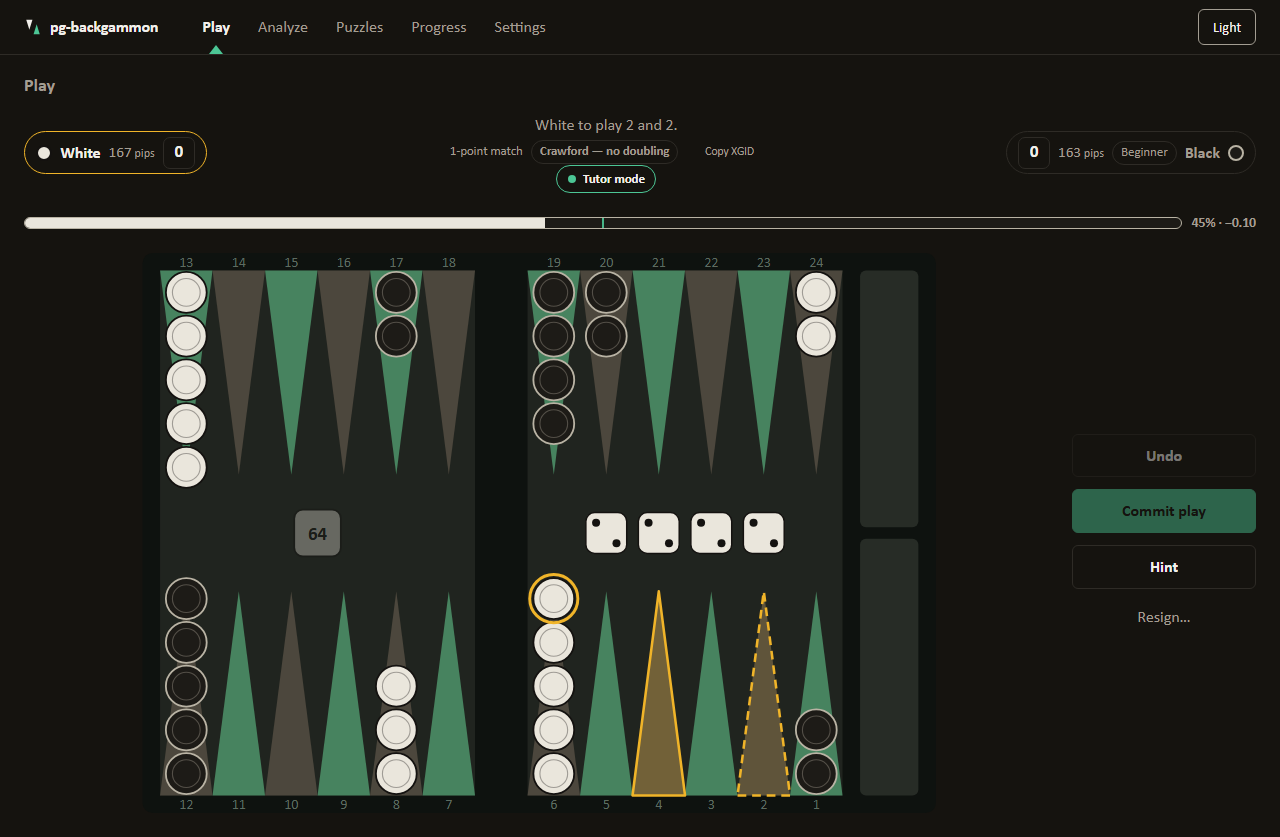 pg-backgammon Play Analyze Puzzles Progress Settings Light
Play
White to play 2 and 2.
White 167 pips 0
1-point match Crawford — no doubling Copy XGID
0 163 pips Beginner Black
Tutor mode
45% · −0.10
13 14 15 16 17 18 19 20 21 22 23 24
Undo
64
Commit play
Hint
Resign...
12 11 10 9 8 7 6 5 4 3 2 1